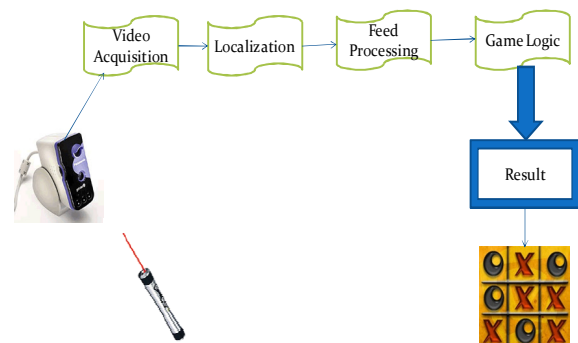 Video
Acquisition
Localization
Feed
Processing
Game Logic
Result
O X O
O X X
X O X